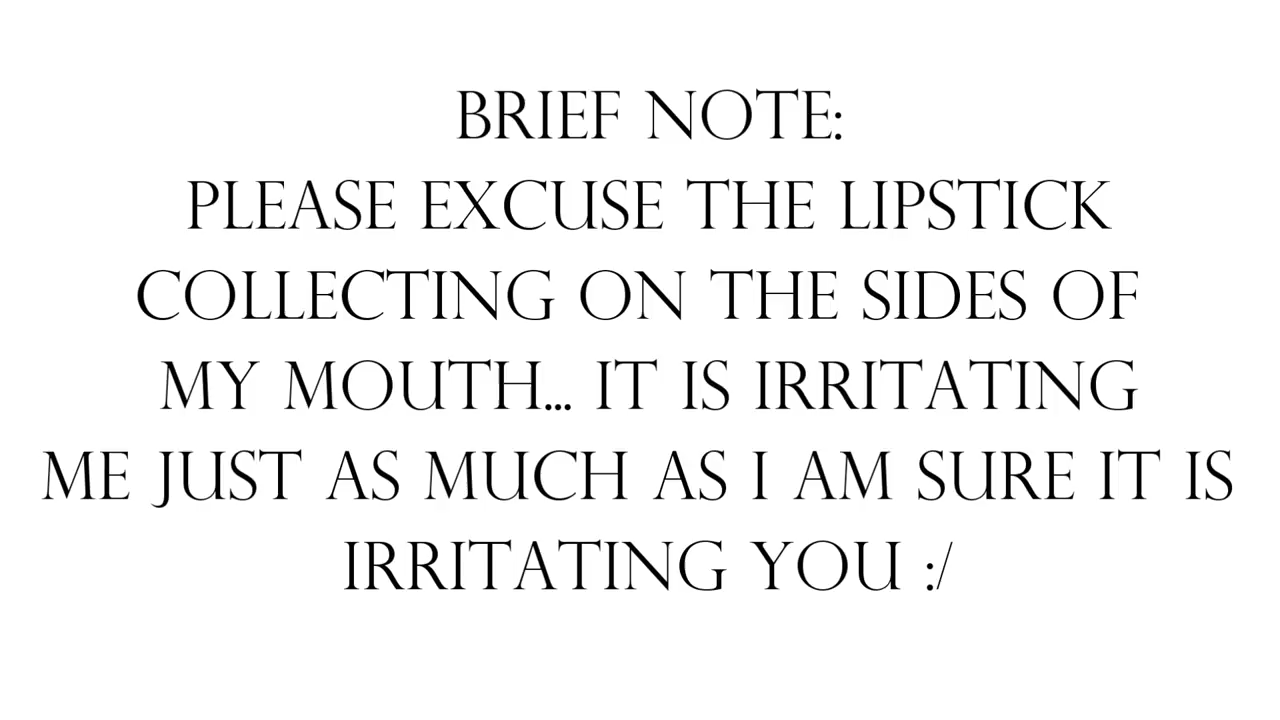 BRIEF NOTE:
PLEASE EXCUSE THE LIPSTICK
COLLECTING ON THE SIDES OF
MY MOUTH... IT IS IRRITATING
ME JUST AS MUCH AS I AM SURE IT IS
IRRITATING YOU :/